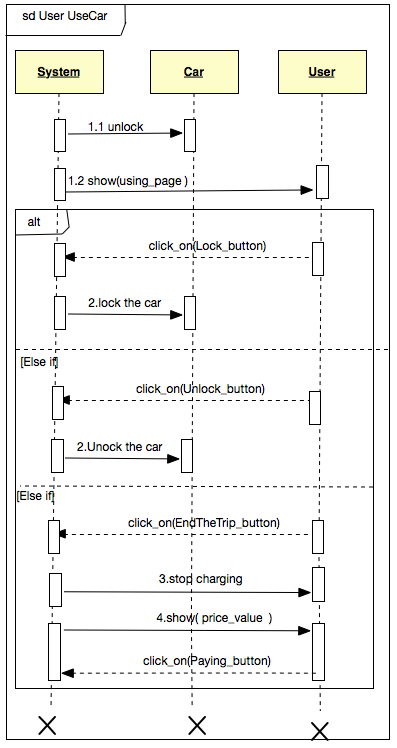 sd User UseCar
System
Car
User
1.1 unlock
1.2 show(using_page )
alt
click_on(Lock_button)
2.lock the car
[Else if]
click_on(Unlock_button)
2.Unock the car
[Else if]
click_on(EndTheTrip_button)
3.stop charging
4.show( price_value )
click_on(Paying_button)